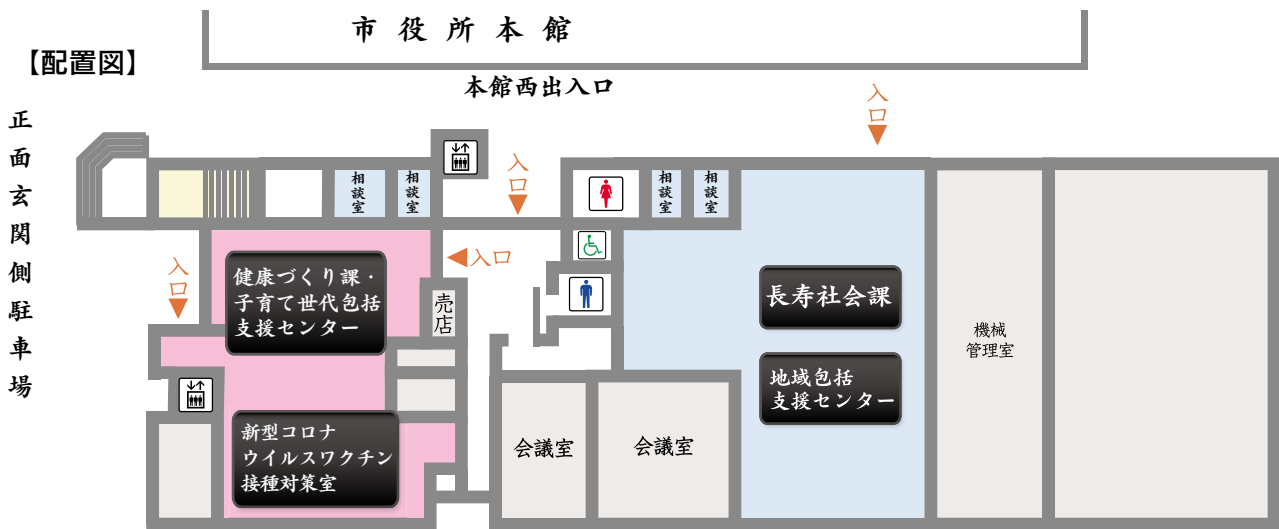 市役所本館
【配置図】
本館西出入口
正面玄関側駐車場
入口
入口
相談室
相談室
相談室
相談室
入口
入口
健康づくり課・
子育て世代包括
支援センター
売店
長寿社会課
機械
管理室
地域包括
支援センター
新型コロナ
ウイルスワクチン
接種対策室
会議室
会議室